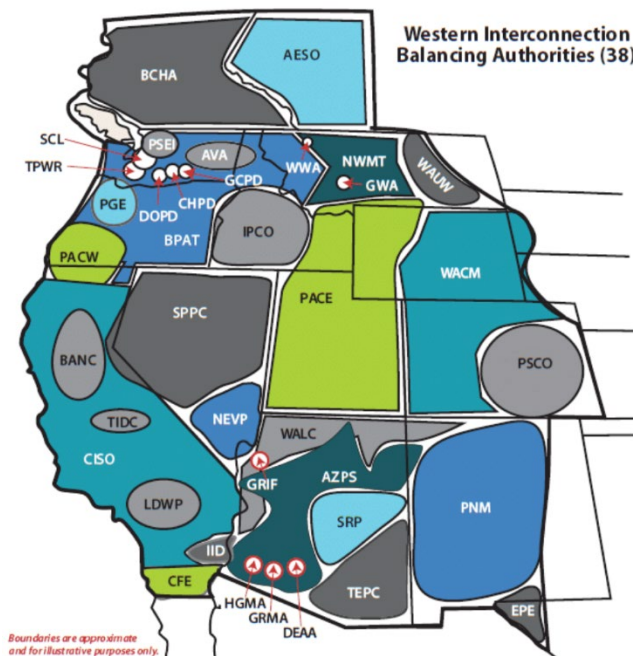 Western Interconnection
Balancing Authorities (38)
BCHA
AESO
SCL
PSEI
TPWR
AVA
WWA
NWMT
WAUW
GCPD
GWA
PGE
CHPD
DOPD
BPAT
IPCO
PACW
WACM
PACE
SPPC
BANC
PSCO
TIDC
NEVP
WALC
CISO
GRIF
AZPS
PNM
LDWP
SRP
IID
CFE
TEPC
HGMA
GRMA
DEAA
EPE
Boundaries are approximate
and for illustrative purposes only.